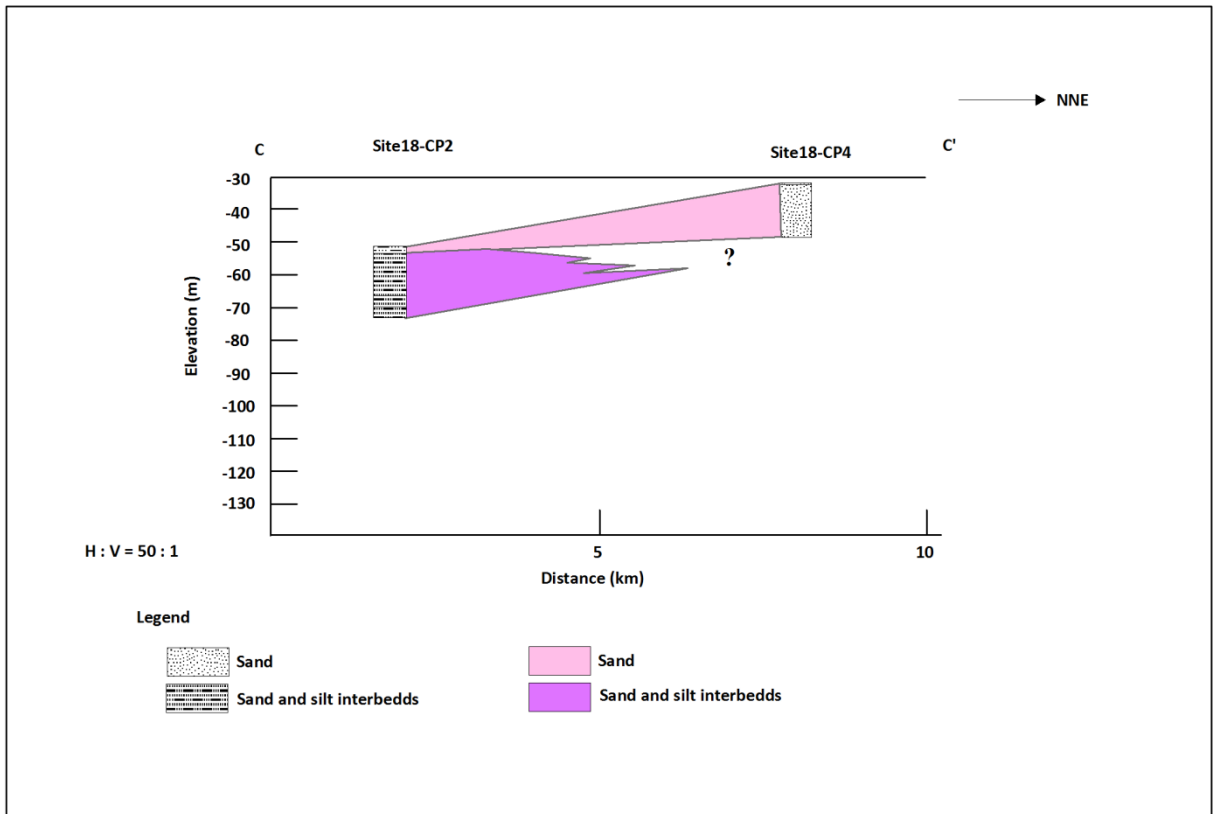 NNE
C Site18-CP2 Site18-CP4 C'
-30
-40
-50
-60
-70
-80
-90
-100
-110
-120
-130
Elevation (m)
?
H : V = 50 : 1
5 10
Distance (km)
Legend
Sand Sand
Sand and silt interbedds Sand and silt interbedds